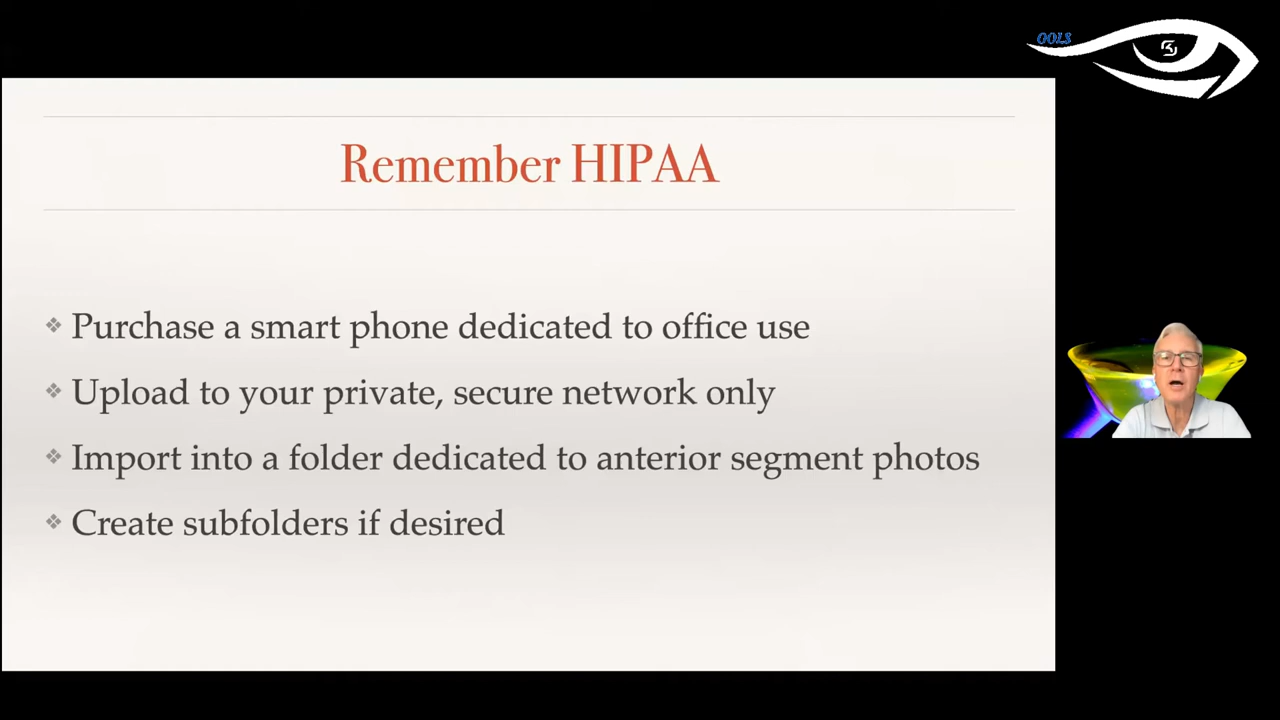 OOLS
Remember HIPAA
Purchase a smart phone dedicated to office use
Upload to your private, secure network only
Import into a folder dedicated to anterior segment photos
Create subfolders if desired